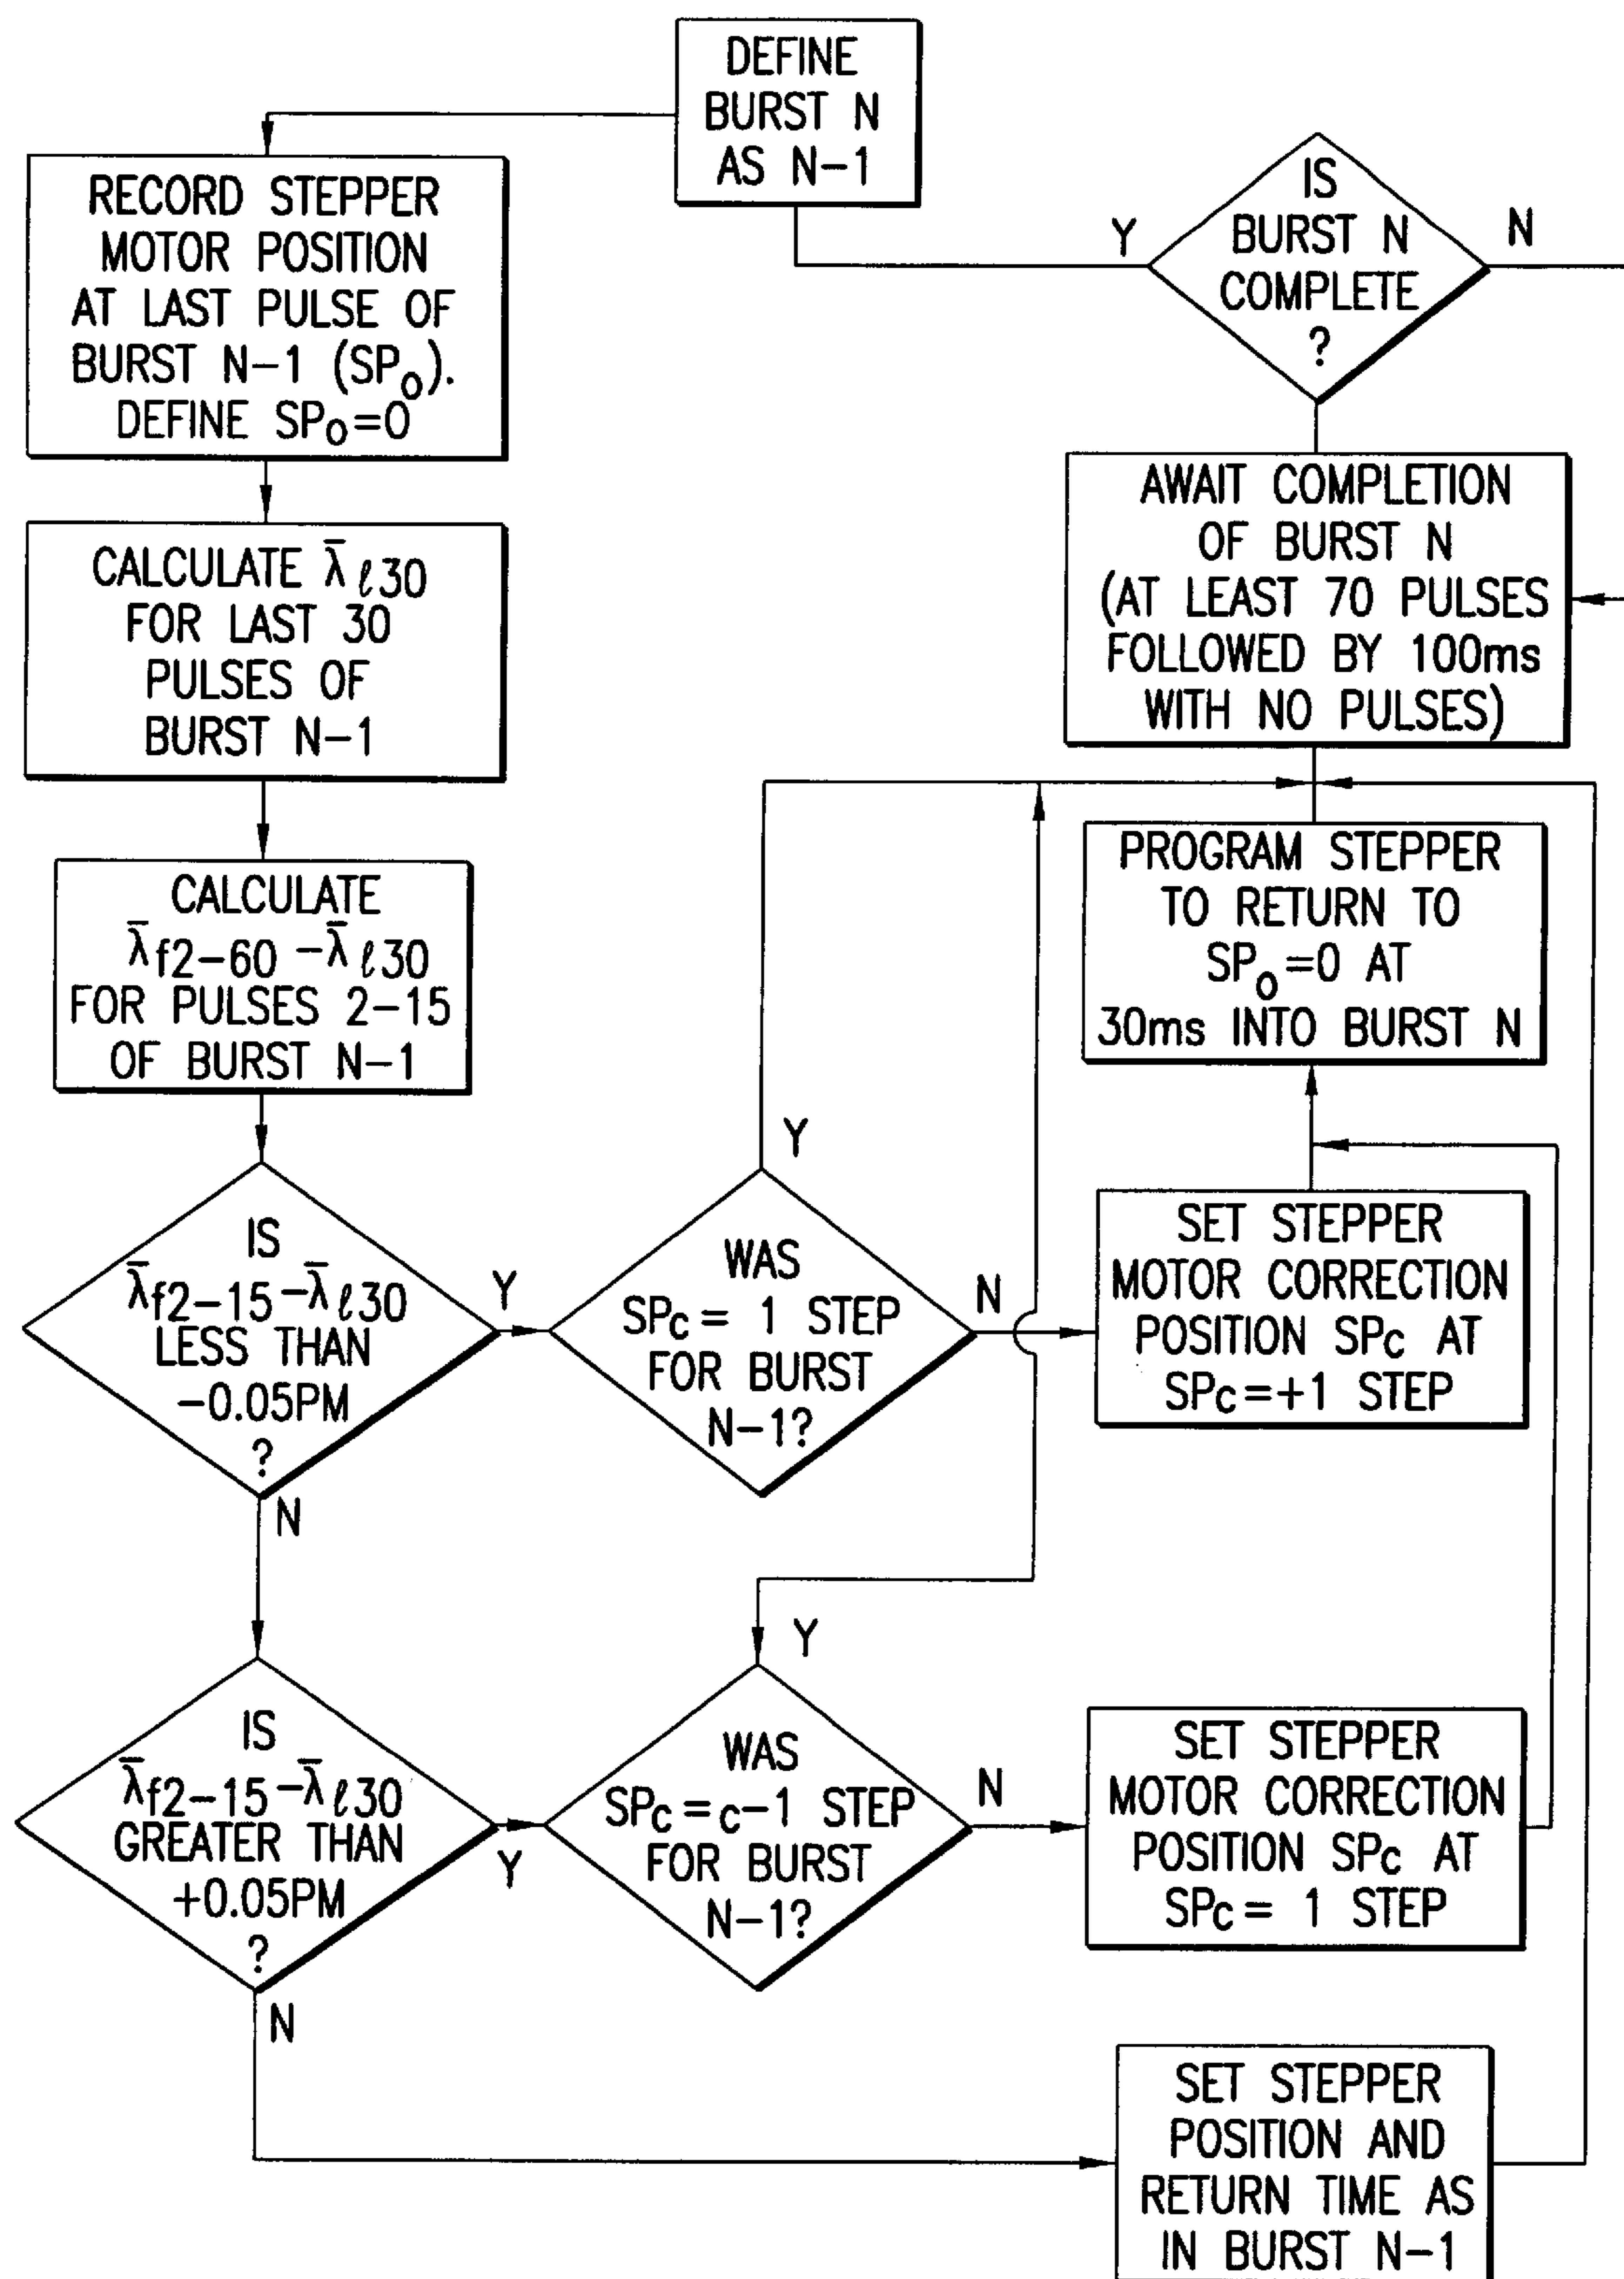 DEFINE
BURST N
AS N-1
RECORD STEPPER
MOTOR POSITION
AT LAST PULSE OF
BURST N-1 (SP₀).
DEFINE SP₀=0
CALCULATE λ̄ ℓ30
FOR LAST 30
PULSES OF
BURST N-1
CALCULATE
λ̄ f2-60 -λ̄ ℓ30
FOR PULSES 2-15
OF BURST N-1
IS
λ̄f2-15-λ̄ ℓ30
LESS THAN
-0.05PM
?
Y
N
WAS
SPc= 1 STEP
FOR BURST
N-1?
Y
N
SET STEPPER
MOTOR CORRECTION
POSITION SPc AT
SPc=+1 STEP
IS
λ̄f2-15-λ̄ ℓ30
GREATER THAN
+0.05PM
?
Y
N
WAS
SPc=c-1 STEP
FOR BURST
N-1?
Y
N
SET STEPPER
MOTOR CORRECTION
POSITION SPc AT
SPc= 1 STEP
SET STEPPER
POSITION AND
RETURN TIME AS
IN BURST N-1
PROGRAM STEPPER
TO RETURN TO
SP₀=0 AT
30ms INTO BURST N
AWAIT COMPLETION
OF BURST N
(AT LEAST 70 PULSES
FOLLOWED BY 100ms
WITH NO PULSES)
IS
BURST N
COMPLETE
?
Y
N